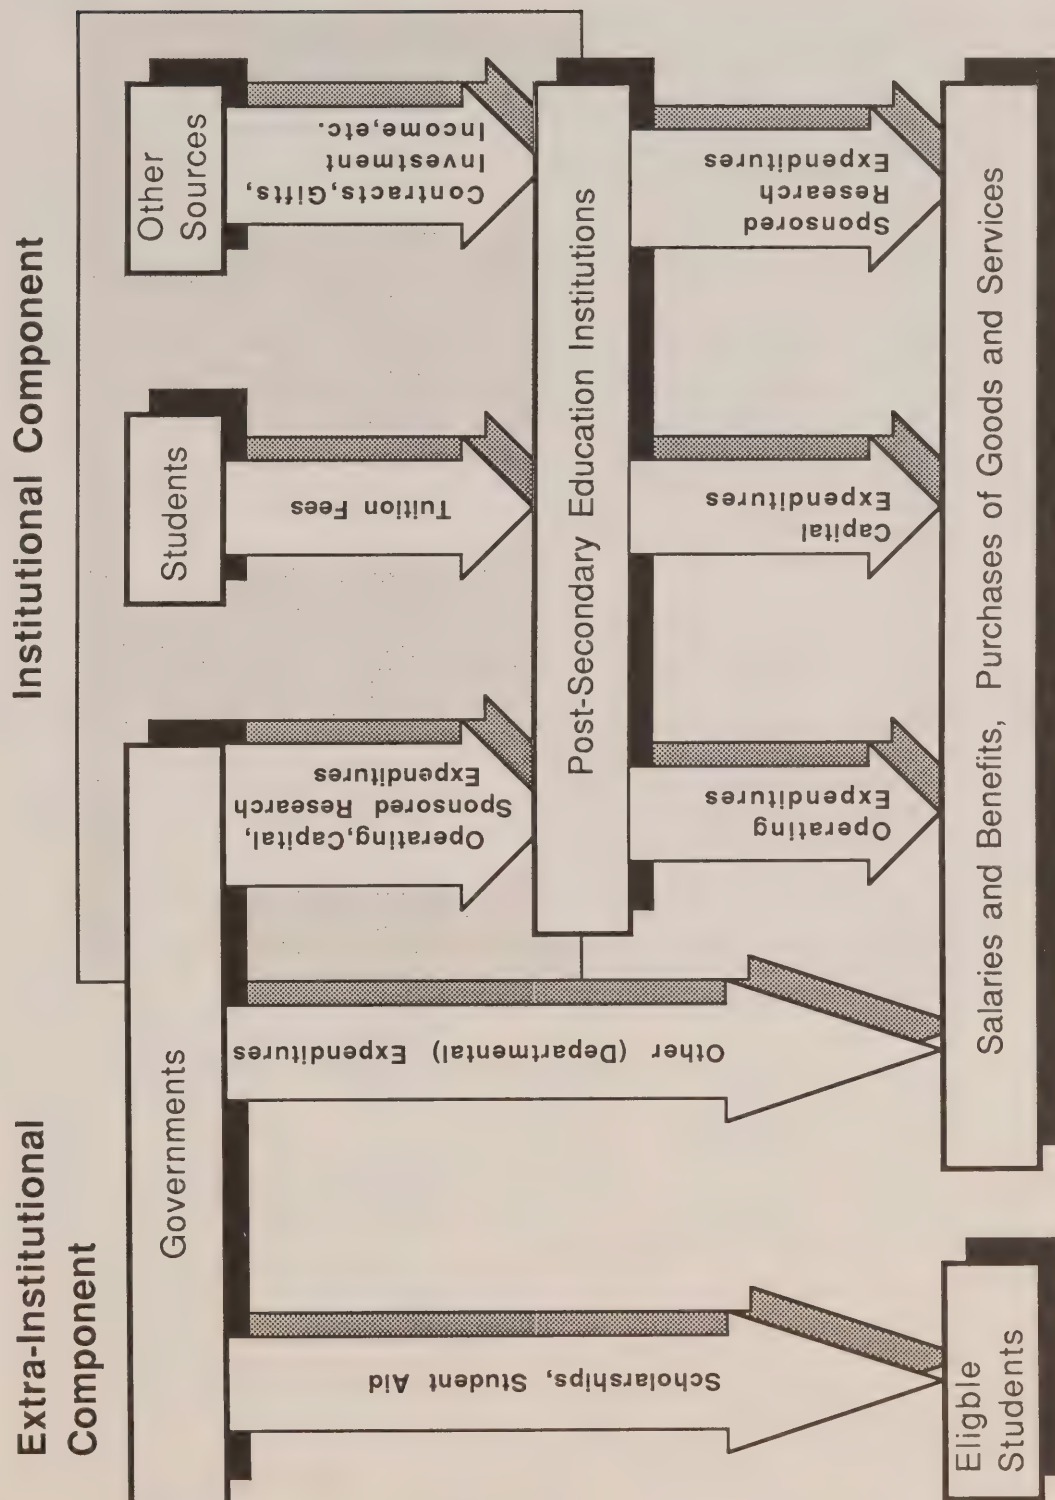 Extra-Institutional
Component
Institutional Component
Governments
Students
Other
Sources
Scholarships, Student Aid
Other (Departmental) Expenditures
Operating,Capital,
Sponsored Research
Expenditures
Tuition Fees
Contracts,Gifts,
Investment
Income,etc.
Post-Secondary Education Institutions
Operating
Expenditures
Capital
Expenditures
Sponsored
Research
Expenditures
Eligble
Students
Salaries and Benefits, Purchases of Goods and Services